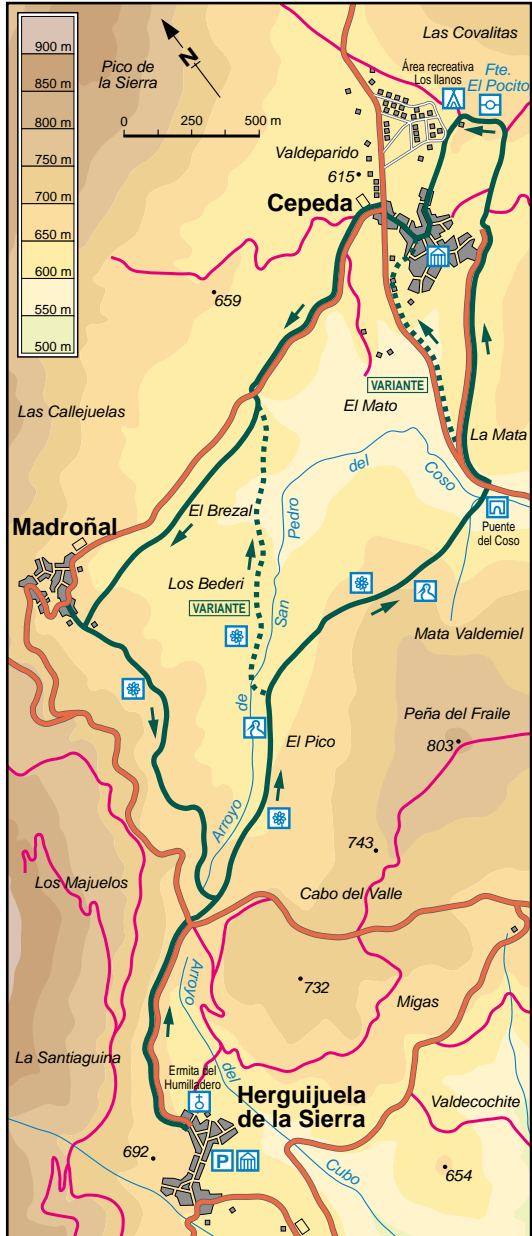 900 m
850 m
800 m
750 m
700 m
650 m
600 m
550 m
500 m
Pico de
la Sierra
N
0 250 500 m
Las Covalitas
Área recreativa
Los llanos
Fte.
El Pocito
Valdeparido
615
Cepeda
659
VARIANTE
El Mato
Las Callejuelas
La Mata
del
Coso
El Brezal
Pedro
Madroñal
Puente
del Coso
Los Bederi
VARIANTE
San
Mata Valdemiel
de
Peña del Fraile
803
El Pico
Arroyo
743
Los Majuelos
Cabo del Valle
Arroyo
732
Migas
La Santiaguina
del
Ermita del
Humilladero
Herguijuela
de la Sierra
Valdecochite
692
P
Cubo
654